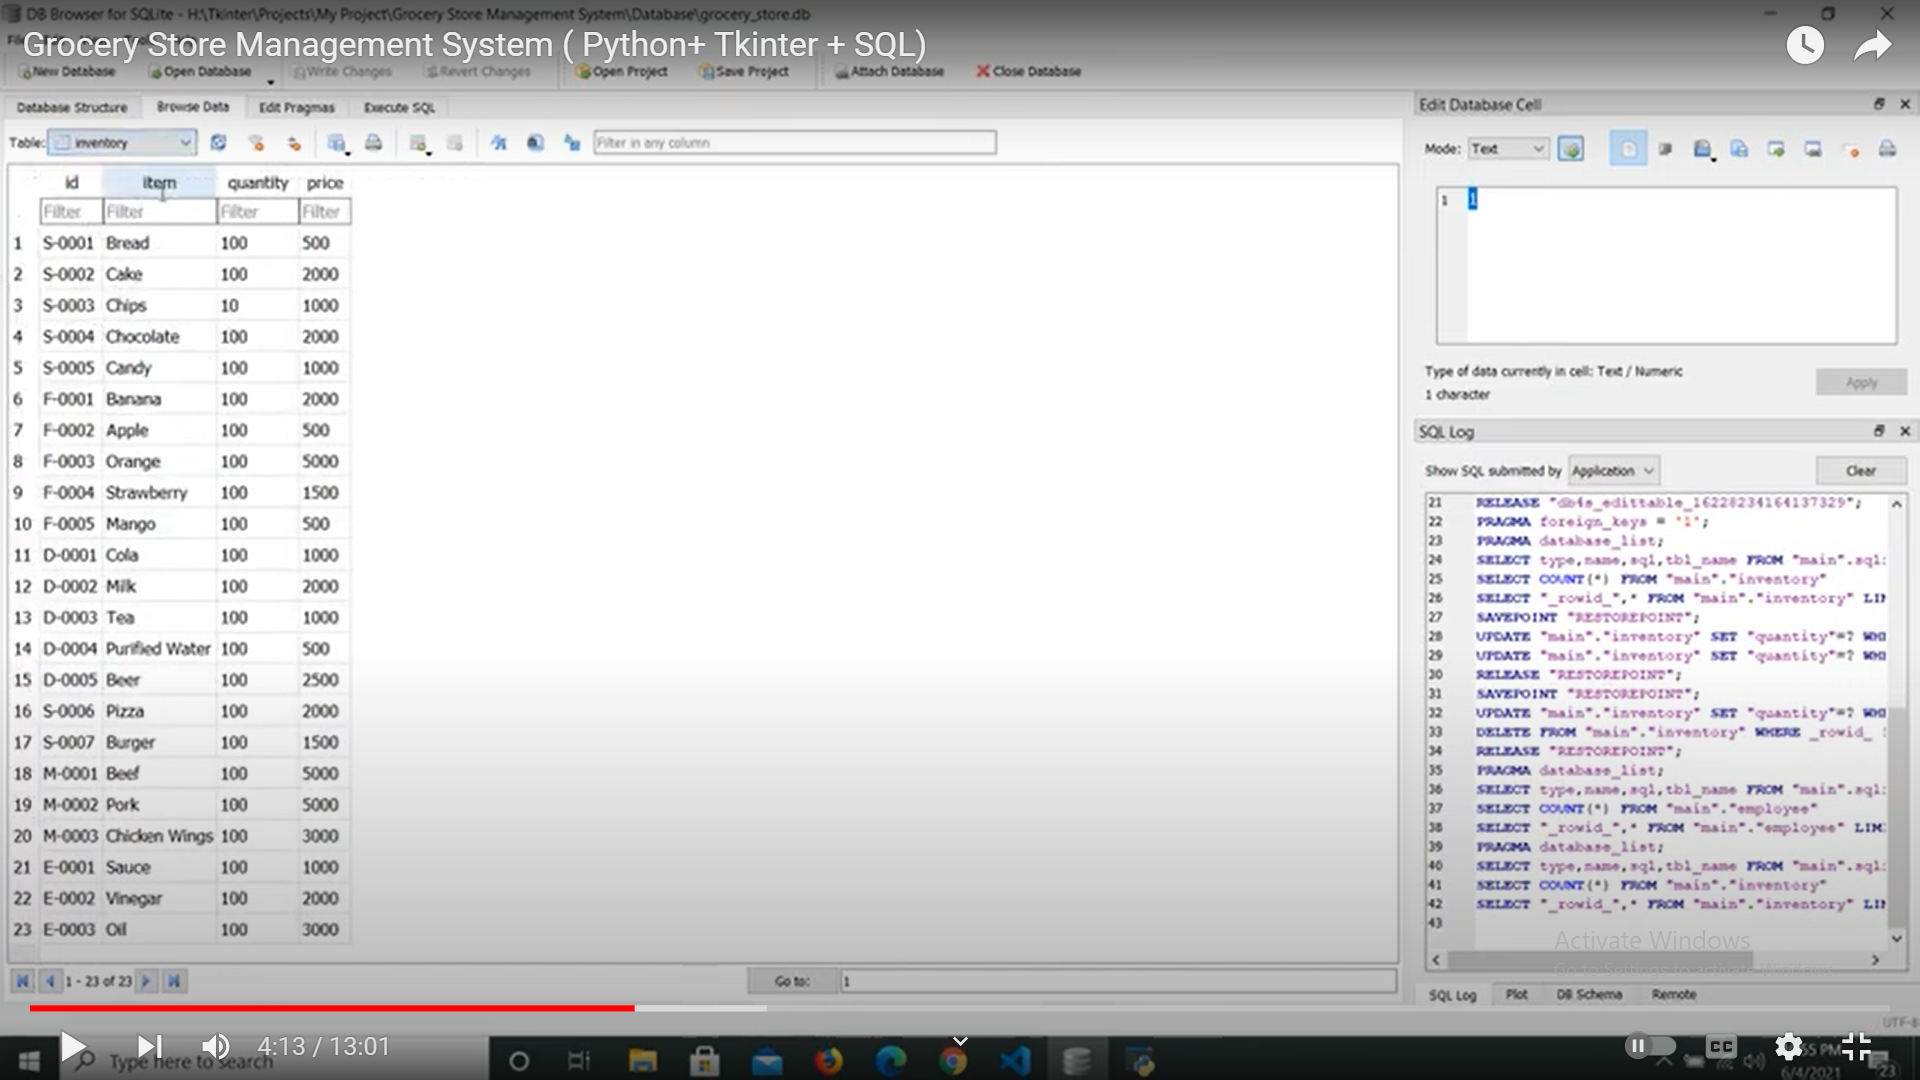 DB Browser for SQLite - H:\Tkinter\Projects\My Project\Grocery Store Management System\Database\grocery_store.db
Grocery Store Management System ( Python+ Tkinter + SQL)
New Database Open Database Write Changes Revert Changes Open Project Save Project Attach Database Close Database
Database Structure Browse Data Edit Pragmas Execute SQL
Table: inventory Filter in any column
id item quantity price
Filter Filter Filter Filter
1 S-0001 Bread 100 500
2 S-0002 Cake 100 2000
3 S-0003 Chips 10 1000
4 S-0004 Chocolate 100 2000
5 S-0005 Candy 100 1000
6 F-0001 Banana 100 2000
7 F-0002 Apple 100 500
8 F-0003 Orange 100 5000
9 F-0004 Strawberry 100 1500
10 F-0005 Mango 100 500
11 D-0001 Cola 100 1000
12 D-0002 Milk 100 2000
13 D-0003 Tea 100 1000
14 D-0004 Purified Water 100 500
15 D-0005 Beer 100 2500
16 S-0006 Pizza 100 2000
17 S-0007 Burger 100 1500
18 M-0001 Beef 100 5000
19 M-0002 Pork 100 5000
20 M-0003 Chicken Wings 100 3000
21 E-0001 Sauce 100 1000
22 E-0002 Vinegar 100 2000
23 E-0003 Oil 100 3000
1 - 23 of 23 Go to: 1
Edit Database Cell
Mode: Text
1 1
Type of data currently in cell: Text / Numeric
1 character
Apply
SQL Log
Show SQL submitted by Application Clear
21 RELEASE "db4s_edittable_16228234164137329";
22 PRAGMA foreign_keys = '1';
23 PRAGMA database_list;
24 SELECT type,name,sql,tbl_name FROM "main".sql
25 SELECT COUNT(*) FROM "main"."inventory"
26 SELECT "_rowid_",* FROM "main"."inventory" LI
27 SAVEPOINT "RESTOREPOINT";
28 UPDATE "main"."inventory" SET "quantity"=? WH
29 UPDATE "main"."inventory" SET "quantity"=? WH
30 RELEASE "RESTOREPOINT";
31 SAVEPOINT "RESTOREPOINT";
32 UPDATE "main"."inventory" SET "quantity"=? WH
33 DELETE FROM "main"."inventory" WHERE _rowid_
34 RELEASE "RESTOREPOINT";
35 PRAGMA database_list;
36 SELECT type,name,sql,tbl_name FROM "main".sql
37 SELECT COUNT(*) FROM "main"."employee"
38 SELECT "_rowid_",* FROM "main"."employee" LIM
39 PRAGMA database_list;
40 SELECT type,name,sql,tbl_name FROM "main".sql
41 SELECT COUNT(*) FROM "main"."inventory"
42 SELECT "_rowid_",* FROM "main"."inventory" LI
43
Activate Windows
SQL Log Plot DB Schema Remote
UTF-8
4:13 / 13:01
Type here to search
CC
55 PM
6/4/2021
23